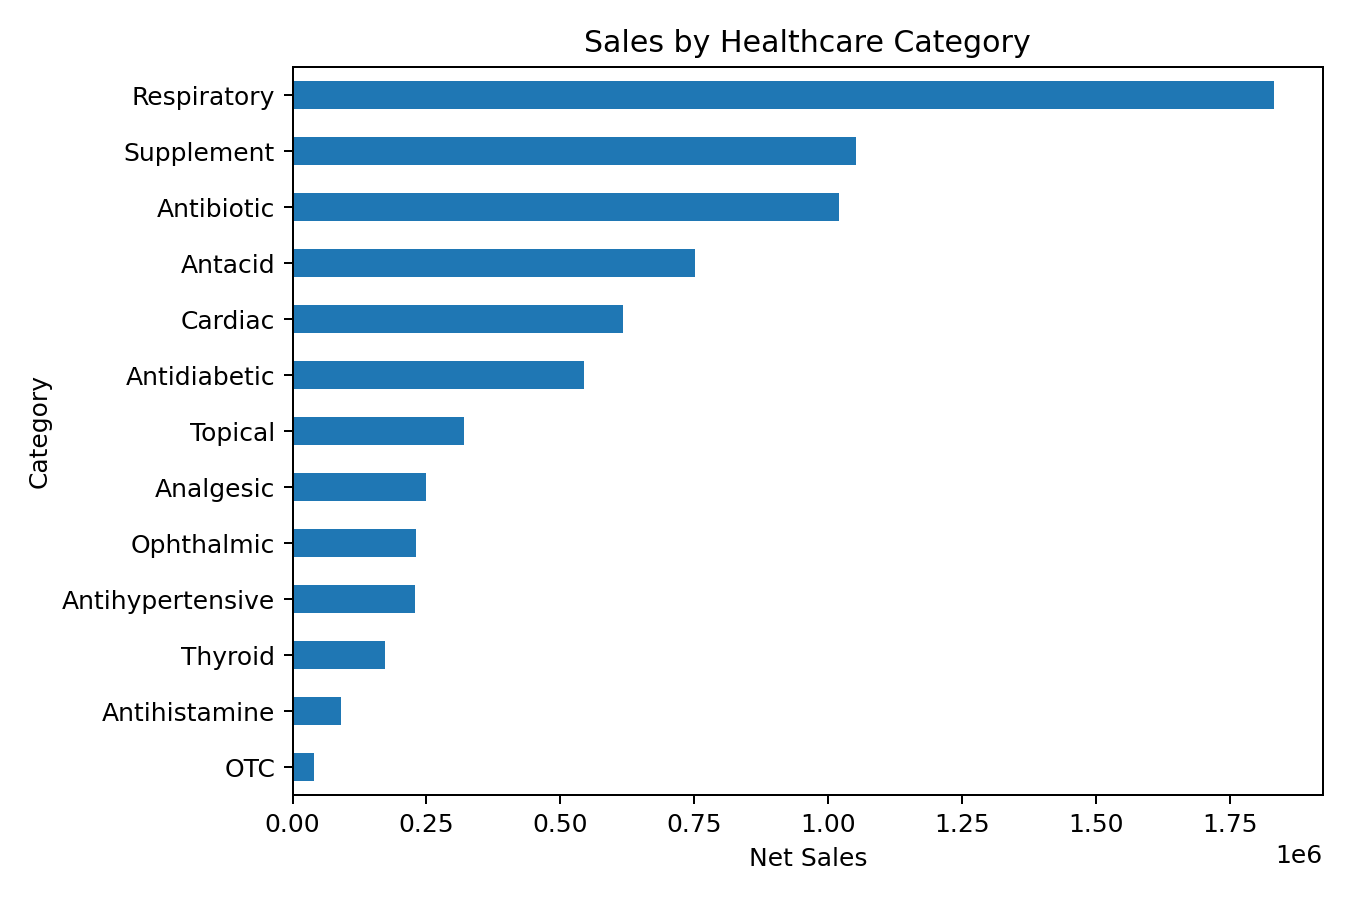 Sales by Healthcare Category
Category
Respiratory
Supplement
Antibiotic
Antacid
Cardiac
Antidiabetic
Topical
Analgesic
Ophthalmic
Antihypertensive
Thyroid
Antihistamine
OTC
0.00 0.25 0.50 0.75 1.00 1.25 1.50 1.75
1e6
Net Sales